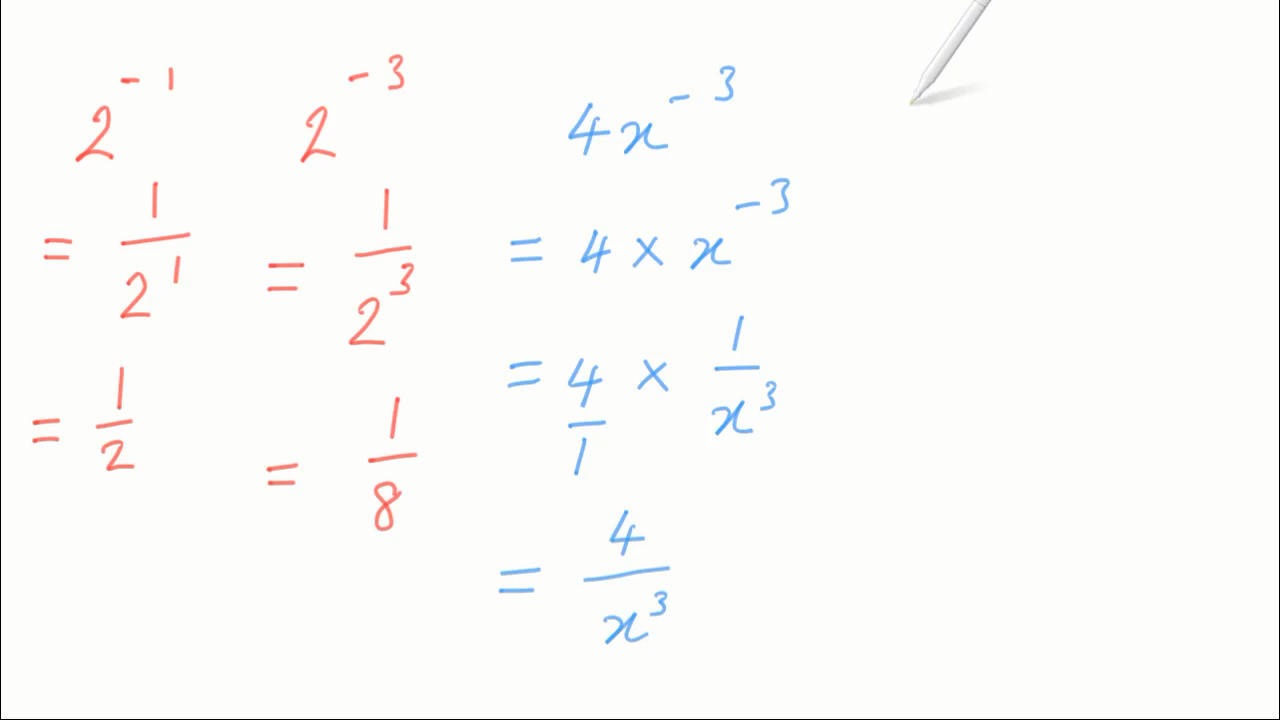 2⁻¹
= 1/2¹
= 1/2
2⁻³
= 1/2³
= 1/8
4x⁻³
= 4 × x⁻³
= 4/1 × 1/x³
= 4/x³